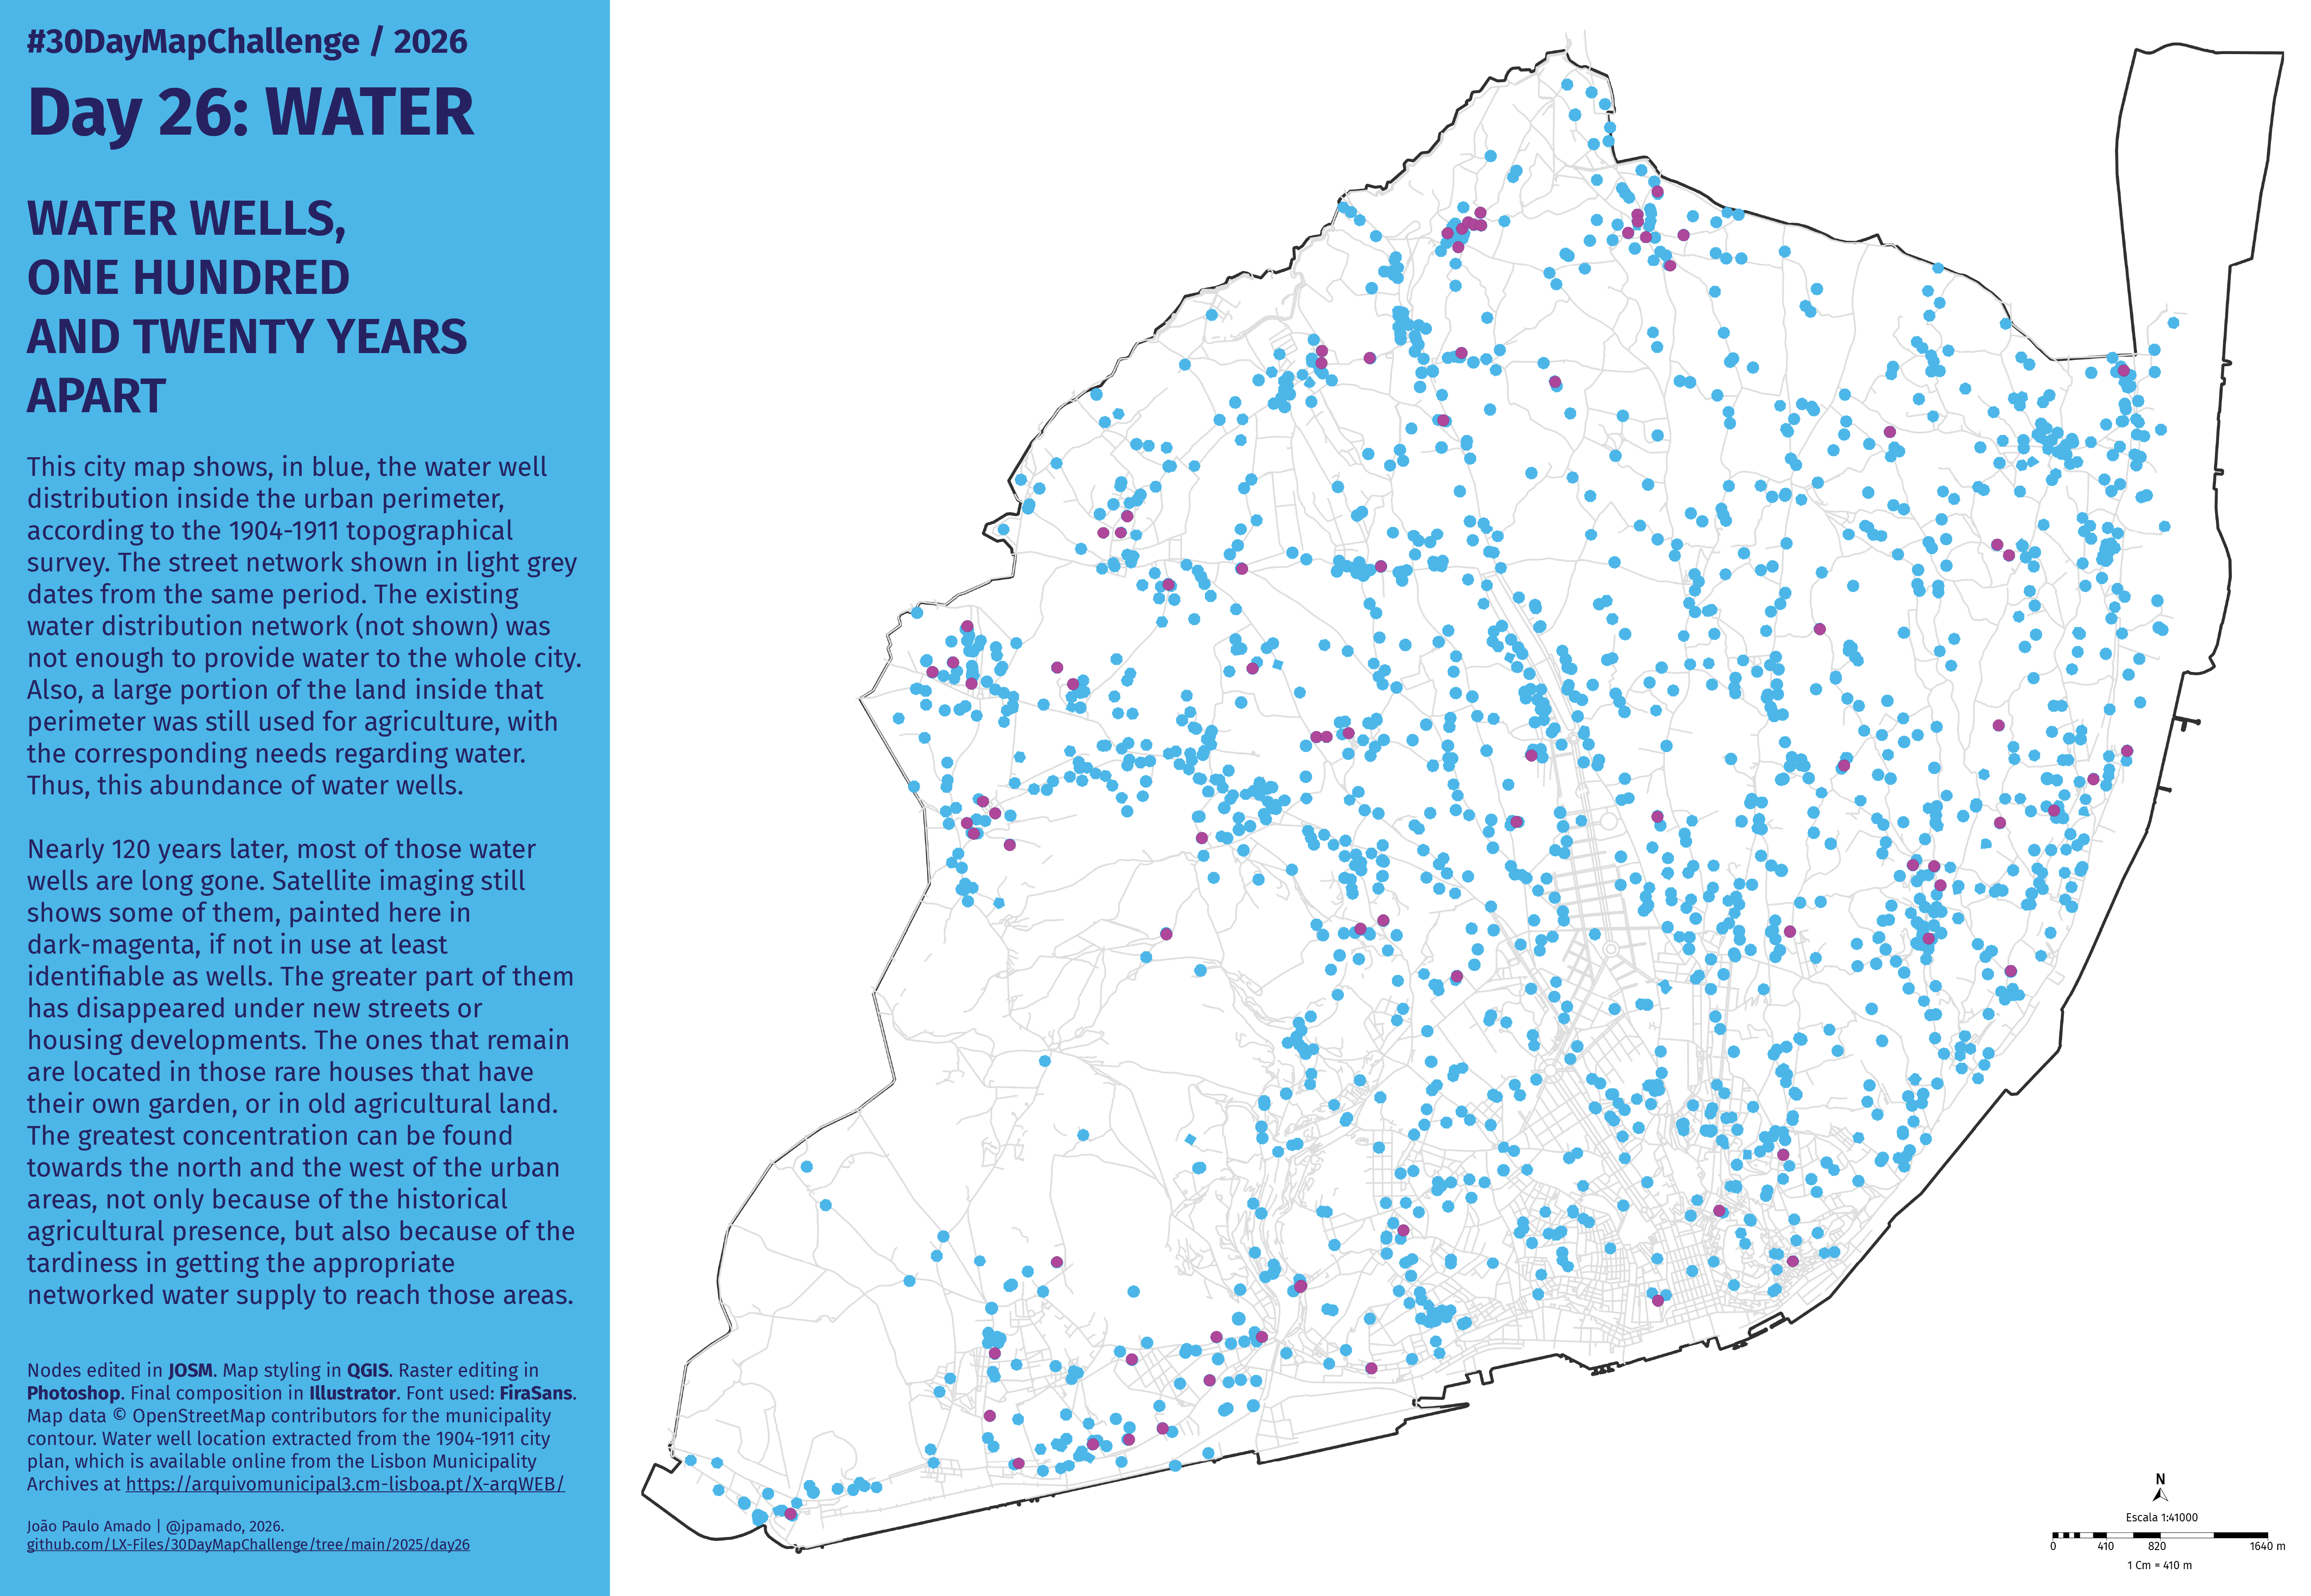 #30DayMapChallenge / 2026
Day 26: WATER
WATER WELLS,
ONE HUNDRED
AND TWENTY YEARS
APART
This city map shows, in blue, the water well
distribution inside the urban perimeter,
according to the 1904-1911 topographical
survey. The street network shown in light grey
dates from the same period. The existing
water distribution network (not shown) was
not enough to provide water to the whole city.
Also, a large portion of the land inside that
perimeter was still used for agriculture, with
the corresponding needs regarding water.
Thus, this abundance of water wells.
Nearly 120 years later, most of those water
wells are long gone. Satellite imaging still
shows some of them, painted here in
dark-magenta, if not in use at least
identifiable as wells. The greater part of them
has disappeared under new streets or
housing developments. The ones that remain
are located in those rare houses that have
their own garden, or in old agricultural land.
The greatest concentration can be found
towards the north and the west of the urban
areas, not only because of the historical
agricultural presence, but also because of the
tardiness in getting the appropriate
networked water supply to reach those areas.
Nodes edited in JOSM. Map styling in QGIS. Raster editing in
Photoshop. Final composition in Illustrator. Font used: FiraSans.
Map data © OpenStreetMap contributors for the municipality
contour. Water well location extracted from the 1904-1911 city
plan, which is available online from the Lisbon Municipality
Archives at https://arquivomunicipal3.cm-lisboa.pt/X-arqWEB/
João Paulo Amado | @jpamado, 2026.
github.com/LX-Files/30DayMapChallenge/tree/main/2025/day26
N
Escala 1:41000
0 410 820 1640 m
1 Cm = 410 m